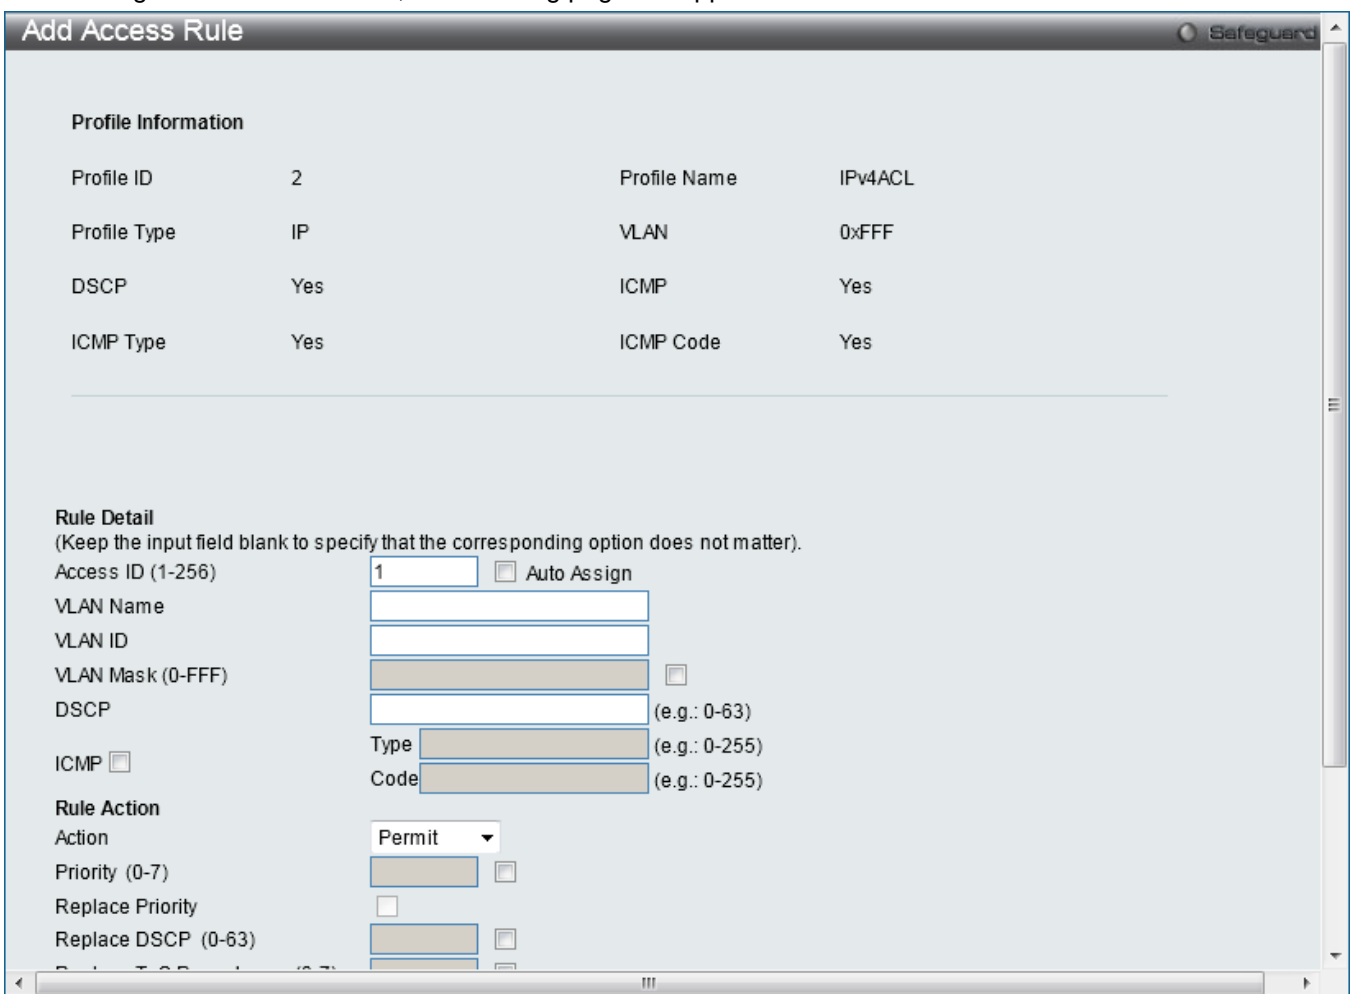 Add Access Rule Safeguard
Profile Information
Profile ID 2 Profile Name IPv4ACL
Profile Type IP VLAN 0xFFF
DSCP Yes ICMP Yes
ICMP Type Yes ICMP Code Yes
Rule Detail
(Keep the input field blank to specify that the corresponding option does not matter).
Access ID (1-256) 1 Auto Assign
VLAN Name
VLAN ID
VLAN Mask (0-FFF)
DSCP (e.g.: 0-63)
ICMP Type (e.g.: 0-255)
Code (e.g.: 0-255)
Rule Action
Action Permit
Priority (0-7)
Replace Priority
Replace DSCP (0-63)